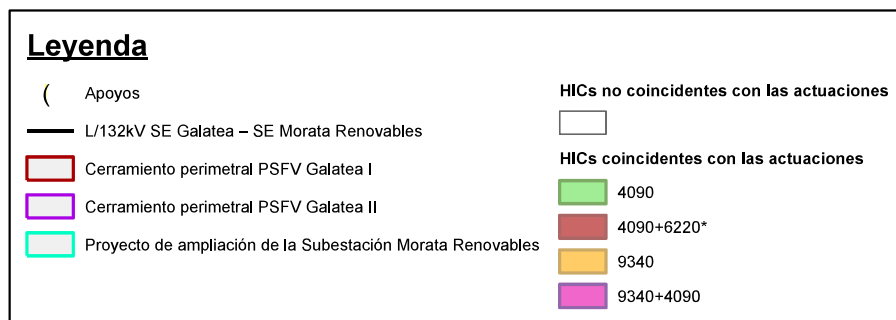 Leyenda
( Apoyos
L/132kV SE Galatea – SE Morata Renovables
Cerramiento perimetral PSFV Galatea I
Cerramiento perimetral PSFV Galatea II
Proyecto de ampliación de la Subestación Morata Renovables
HICs no coincidentes con las actuaciones
HICs coincidentes con las actuaciones
4090
4090+6220*
9340
9340+4090